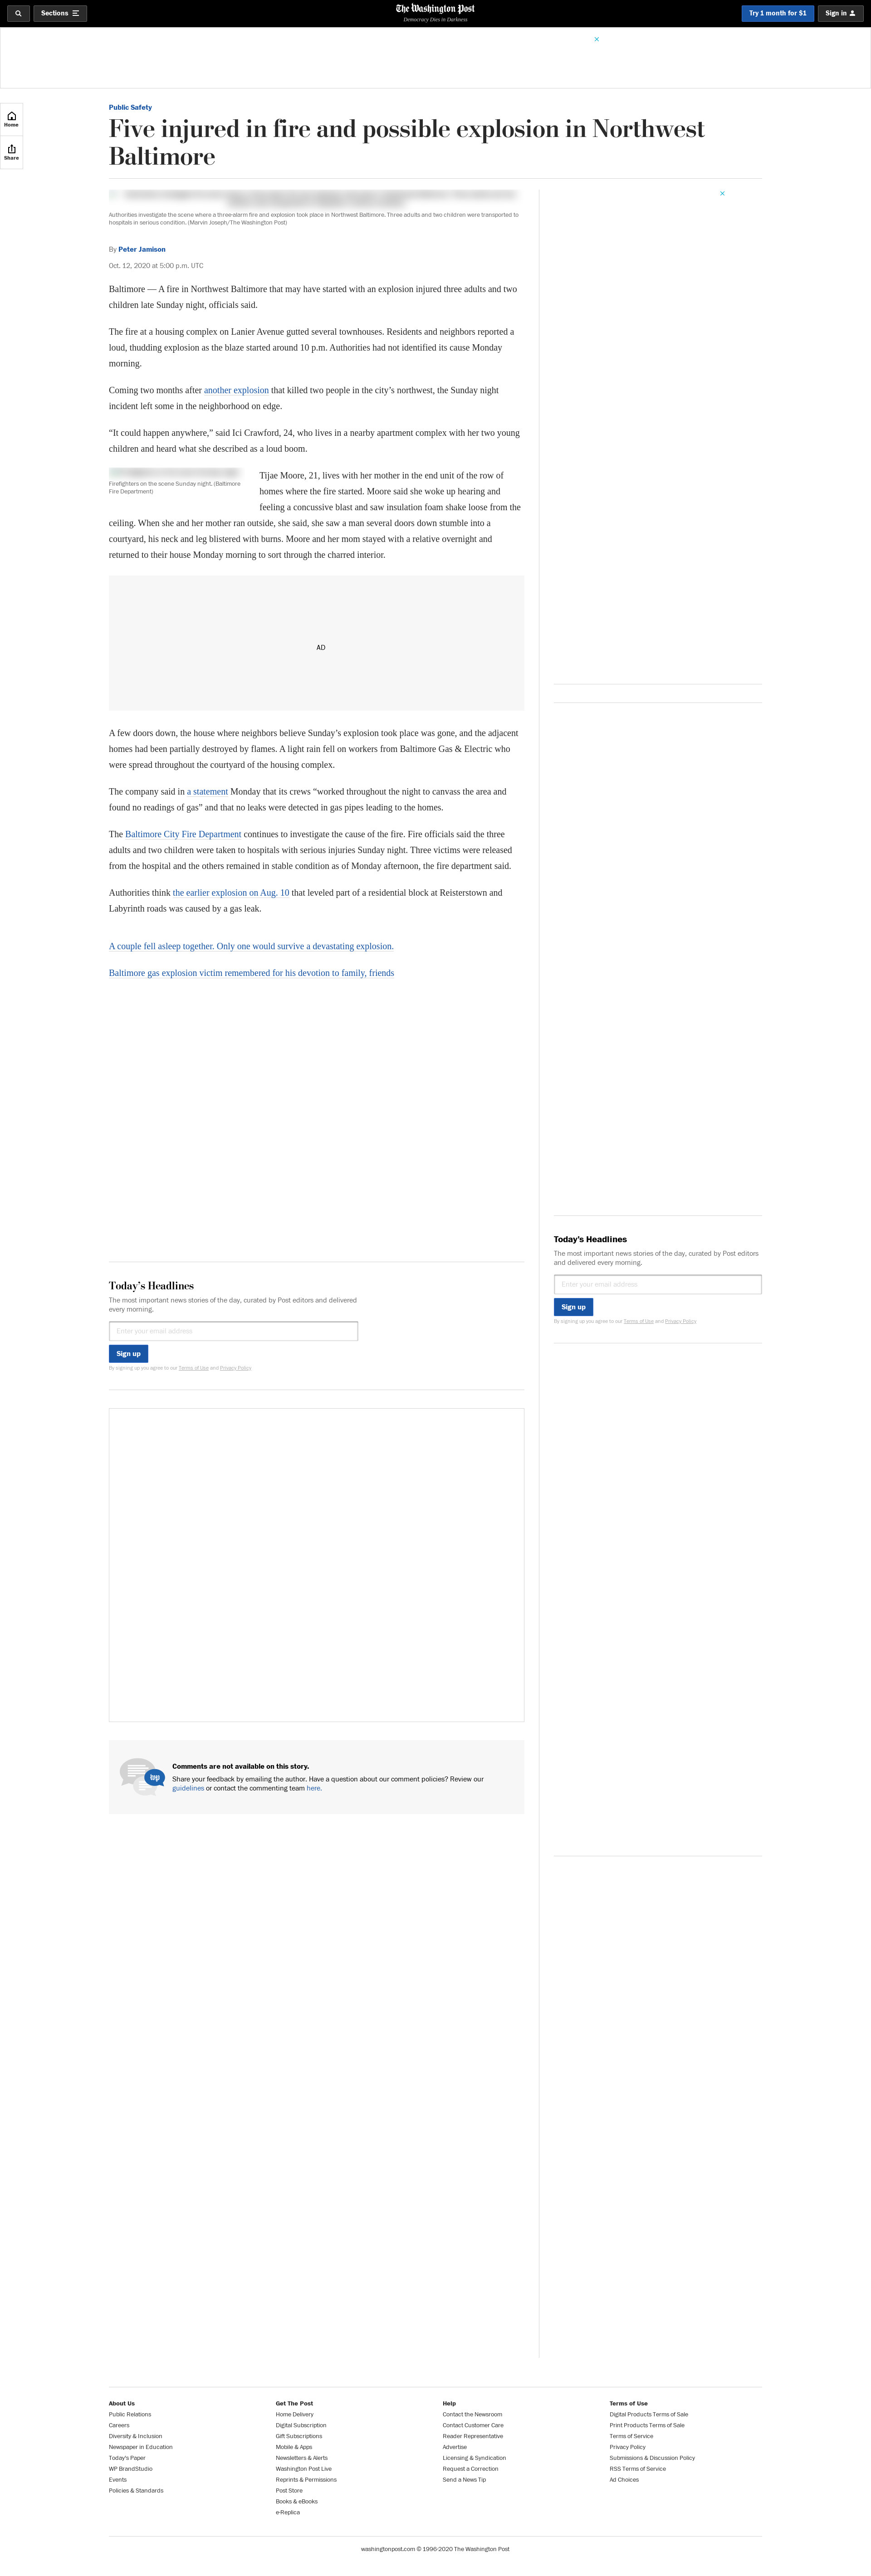 Sections
The Washington Post
Democracy Dies in Darkness
Try 1 month for $1
Sign in
Home
Share
Public Safety
Five injured in fire and possible explosion in Northwest
Baltimore
Authorities investigate the scene where a three-alarm fire and explosion took place in Northwest Baltimore. Three adults and two children were transported to
hospitals in serious condition. (Marvin Joseph/The Washington Post)
By Peter Jamison
Oct. 12, 2020 at 5:00 p.m. UTC
Baltimore — A fire in Northwest Baltimore that may have started with an explosion injured three adults and two
children late Sunday night, officials said.
The fire at a housing complex on Lanier Avenue gutted several townhouses. Residents and neighbors reported a
loud, thudding explosion as the blaze started around 10 p.m. Authorities had not identified its cause Monday
morning.
Coming two months after another explosion that killed two people in the city’s northwest, the Sunday night
incident left some in the neighborhood on edge.
“It could happen anywhere,” said Ici Crawford, 24, who lives in a nearby apartment complex with her two young
children and heard what she described as a loud boom.
Firefighters on the scene Sunday night. (Baltimore
Fire Department)
Tijae Moore, 21, lives with her mother in the end unit of the row of
homes where the fire started. Moore said she woke up hearing and
feeling a concussive blast and saw insulation foam shake loose from the
ceiling. When she and her mother ran outside, she said, she saw a man several doors down stumble into a
courtyard, his neck and leg blistered with burns. Moore and her mom stayed with a relative overnight and
returned to their house Monday morning to sort through the charred interior.
AD
A few doors down, the house where neighbors believe Sunday’s explosion took place was gone, and the adjacent
homes had been partially destroyed by flames. A light rain fell on workers from Baltimore Gas & Electric who
were spread throughout the courtyard of the housing complex.
The company said in a statement Monday that its crews “worked throughout the night to canvass the area and
found no readings of gas” and that no leaks were detected in gas pipes leading to the homes.
The Baltimore City Fire Department continues to investigate the cause of the fire. Fire officials said the three
adults and two children were taken to hospitals with serious injuries Sunday night. Three victims were released
from the hospital and the others remained in stable condition as of Monday afternoon, the fire department said.
Authorities think the earlier explosion on Aug. 10 that leveled part of a residential block at Reisterstown and
Labyrinth roads was caused by a gas leak.
A couple fell asleep together. Only one would survive a devastating explosion.
Baltimore gas explosion victim remembered for his devotion to family, friends
Today’s Headlines
The most important news stories of the day, curated by Post editors and delivered
every morning.
Enter your email address
Sign up
By signing up you agree to our Terms of Use and Privacy Policy
Today’s Headlines
The most important news stories of the day, curated by Post editors
and delivered every morning.
Enter your email address
Sign up
By signing up you agree to our Terms of Use and Privacy Policy
wp
Comments are not available on this story.
Share your feedback by emailing the author. Have a question about our comment policies? Review our
guidelines or contact the commenting team here.
About Us
Public Relations
Careers
Diversity & Inclusion
Newspaper in Education
Today’s Paper
WP BrandStudio
Events
Policies & Standards
Get The Post
Home Delivery
Digital Subscription
Gift Subscriptions
Mobile & Apps
Newsletters & Alerts
Washington Post Live
Reprints & Permissions
Post Store
Books & eBooks
e-Replica
Help
Contact the Newsroom
Contact Customer Care
Reader Representative
Advertise
Licensing & Syndication
Request a Correction
Send a News Tip
Terms of Use
Digital Products Terms of Sale
Print Products Terms of Sale
Terms of Service
Privacy Policy
Submissions & Discussion Policy
RSS Terms of Service
Ad Choices
washingtonpost.com © 1996-2020 The Washington Post